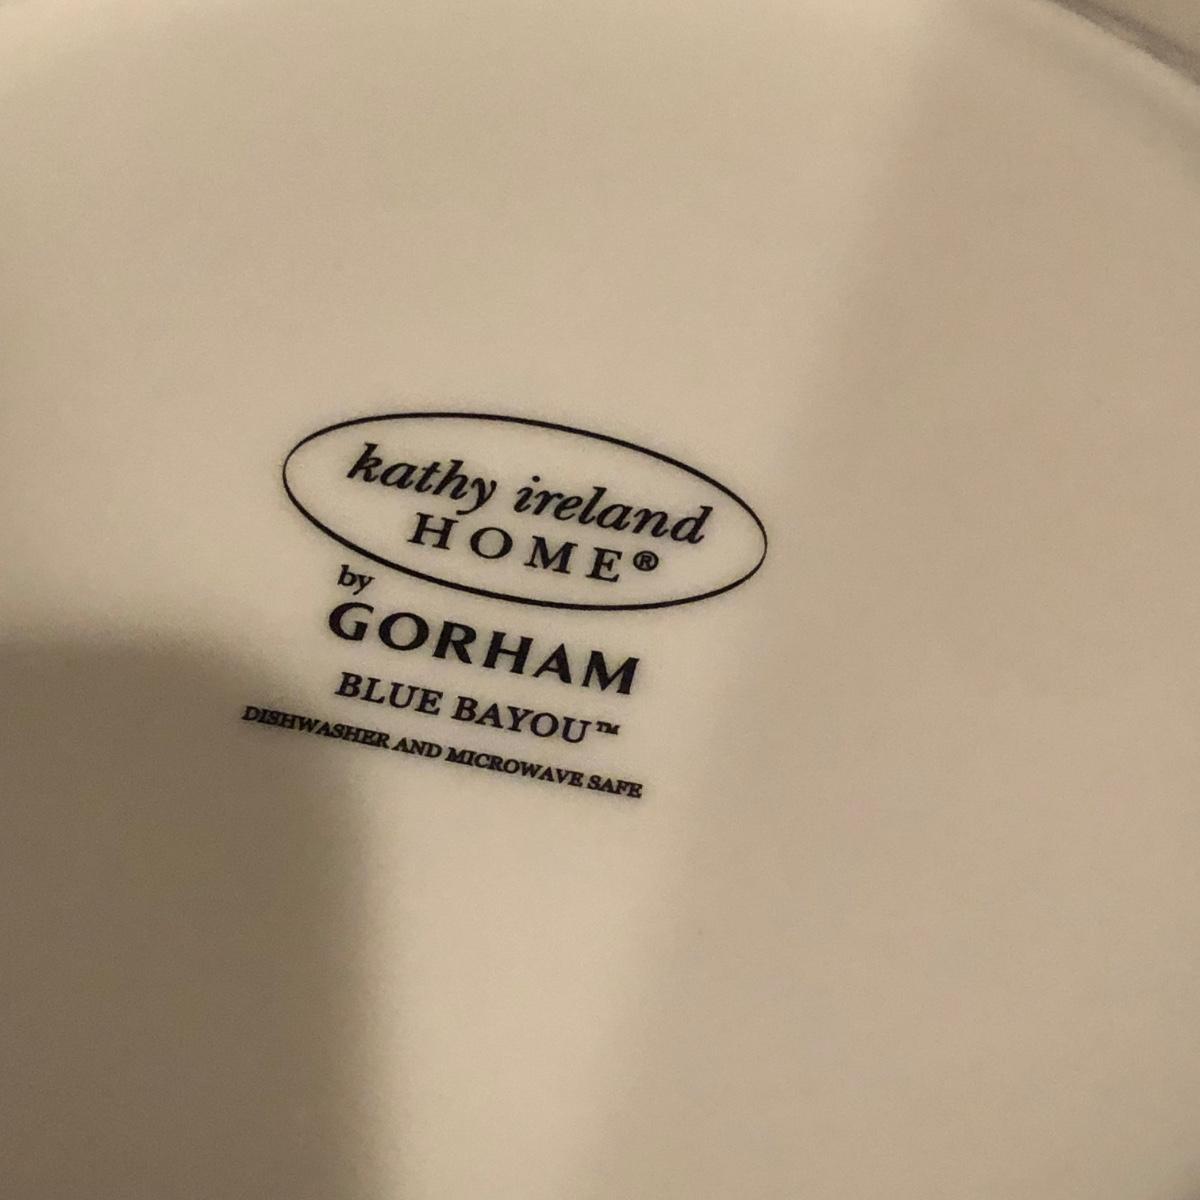 kathy ireland
HOME®
by
GORHAM
BLUE BAYOU™
DISHWASHER AND MICROWAVE SAFE